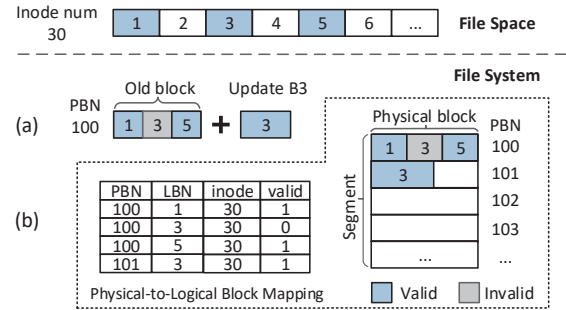 Inode num 30
1 2 3 4 5 6 ...
File Space
File System
Old block
Update B3
(a)
PBN 100
1 3 5 + 3
Physical block
PBN
1 3 5 100
3 101
102
103
... ...
Segment
(b)
PBN LBN inode valid
100 1 30 1
100 3 30 0
100 5 30 1
101 3 30 1
Physical-to-Logical Block Mapping
Valid Invalid